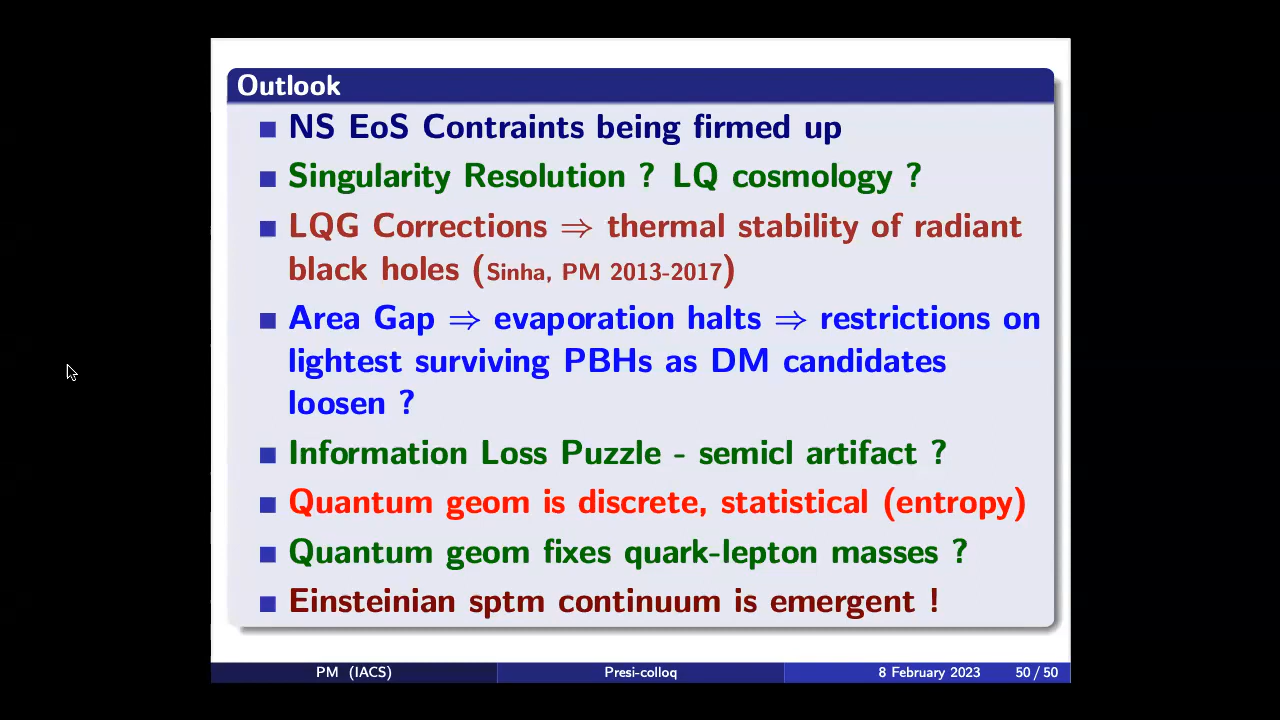 Outlook
NS EoS Contraints being firmed up
Singularity Resolution ? LQ cosmology ?
LQG Corrections ⇒ thermal stability of radiant
black holes (Sinha, PM 2013-2017)
Area Gap ⇒ evaporation halts ⇒ restrictions on
lightest surviving PBHs as DM candidates
loosen ?
Information Loss Puzzle - semicl artifact ?
Quantum geom is discrete, statistical (entropy)
Quantum geom fixes quark-lepton masses ?
Einsteinian sptm continuum is emergent !
PM (IACS) Presi-colloq 8 February 2023 50 / 50